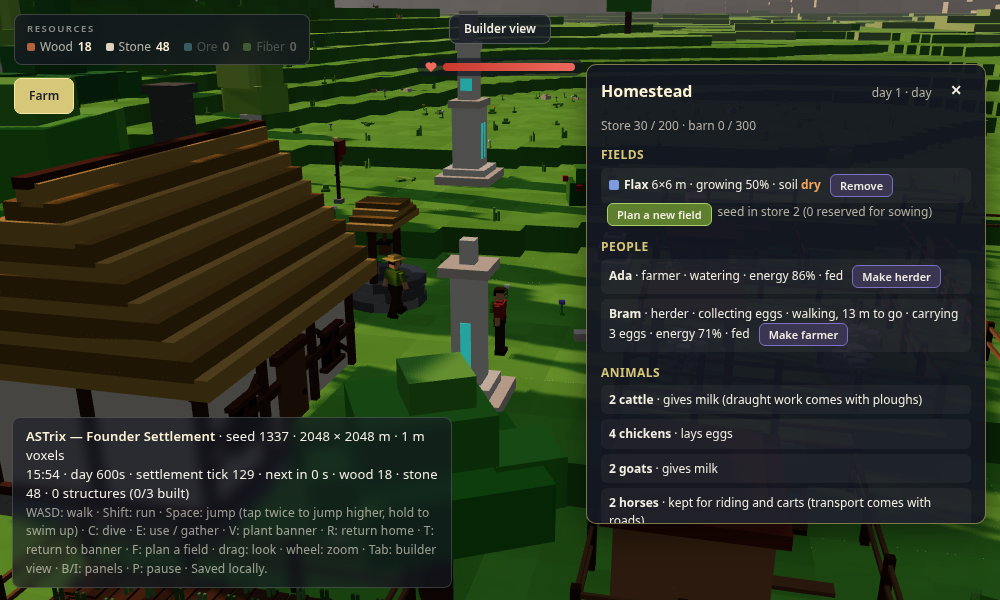 RESOURCES
Wood 18 Stone 48 Ore 0 Fiber 0
Builder view
Farm
Homestead day 1 · day ×
Store 30 / 200 · barn 0 / 300
FIELDS
Flax 6×6 m · growing 50% · soil dry Remove
Plan a new field seed in store 2 (0 reserved for sowing)
PEOPLE
Ada · farmer · watering · energy 86% · fed Make herder
Bram · herder · collecting eggs · walking, 13 m to go · carrying
3 eggs · energy 71% · fed Make farmer
ANIMALS
2 cattle · gives milk (draught work comes with ploughs)
4 chickens · lays eggs
2 goats · gives milk
2 horses · kept for riding and carts (transport comes with
roads)
ASTrix — Founder Settlement · seed 1337 · 2048 × 2048 m · 1 m
voxels
15:54 · day 600s · settlement tick 129 · next in 0 s · wood 18 · stone
48 · 0 structures (0/3 built)
WASD: walk · Shift: run · Space: jump (tap twice to jump higher, hold to
swim up) · C: dive · E: use / gather · V: plant banner · R: return home · T:
return to banner · F: plan a field · drag: look · wheel: zoom · Tab: builder
view · B/I: panels · P: pause · Saved locally.